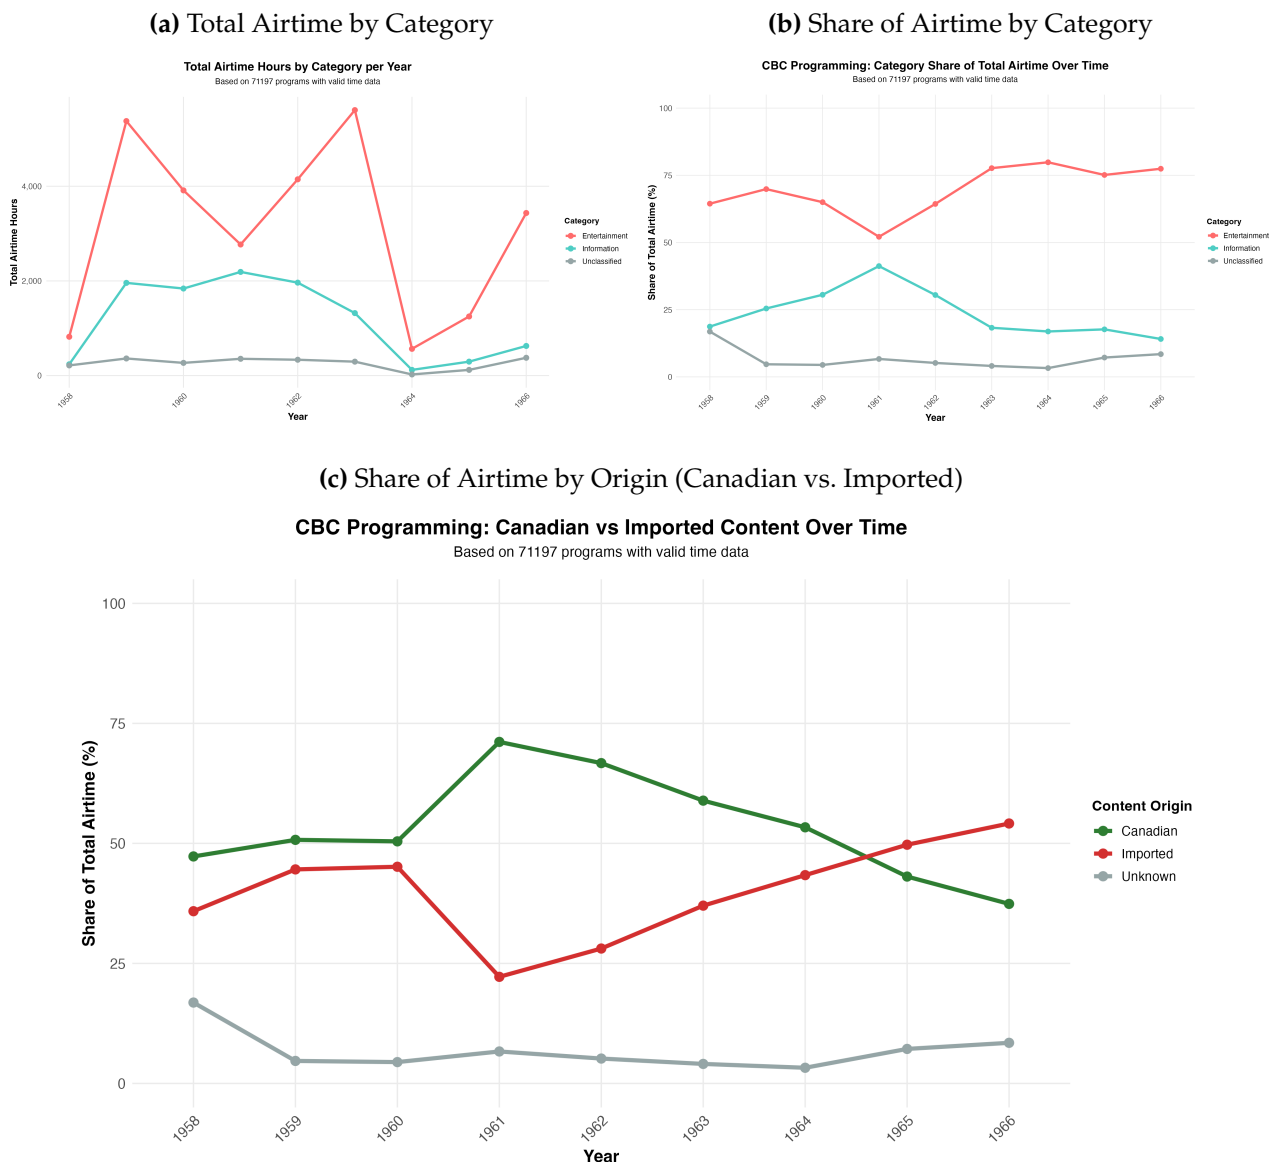 (a) Total Airtime by Category
Total Airtime Hours by Category per Year
Based on 71197 programs with valid time data
Total Airtime Hours
4,000
2,000
0
1958
1960
1962
1964
1966
Year
Category
Entertainment
Information
Unclassified
(b) Share of Airtime by Category
CBC Programming: Category Share of Total Airtime Over Time
Based on 71197 programs with valid time data
Share of Total Airtime (%)
100
75
50
25
0
1958
1959
1960
1961
1962
1963
1964
1965
1966
Year
Category
Entertainment
Information
Unclassified
(c) Share of Airtime by Origin (Canadian vs. Imported)
CBC Programming: Canadian vs Imported Content Over Time
Based on 71197 programs with valid time data
Share of Total Airtime (%)
100
75
50
25
0
1958
1959
1960
1961
1962
1963
1964
1965
1966
Year
Content Origin
Canadian
Imported
Unknown